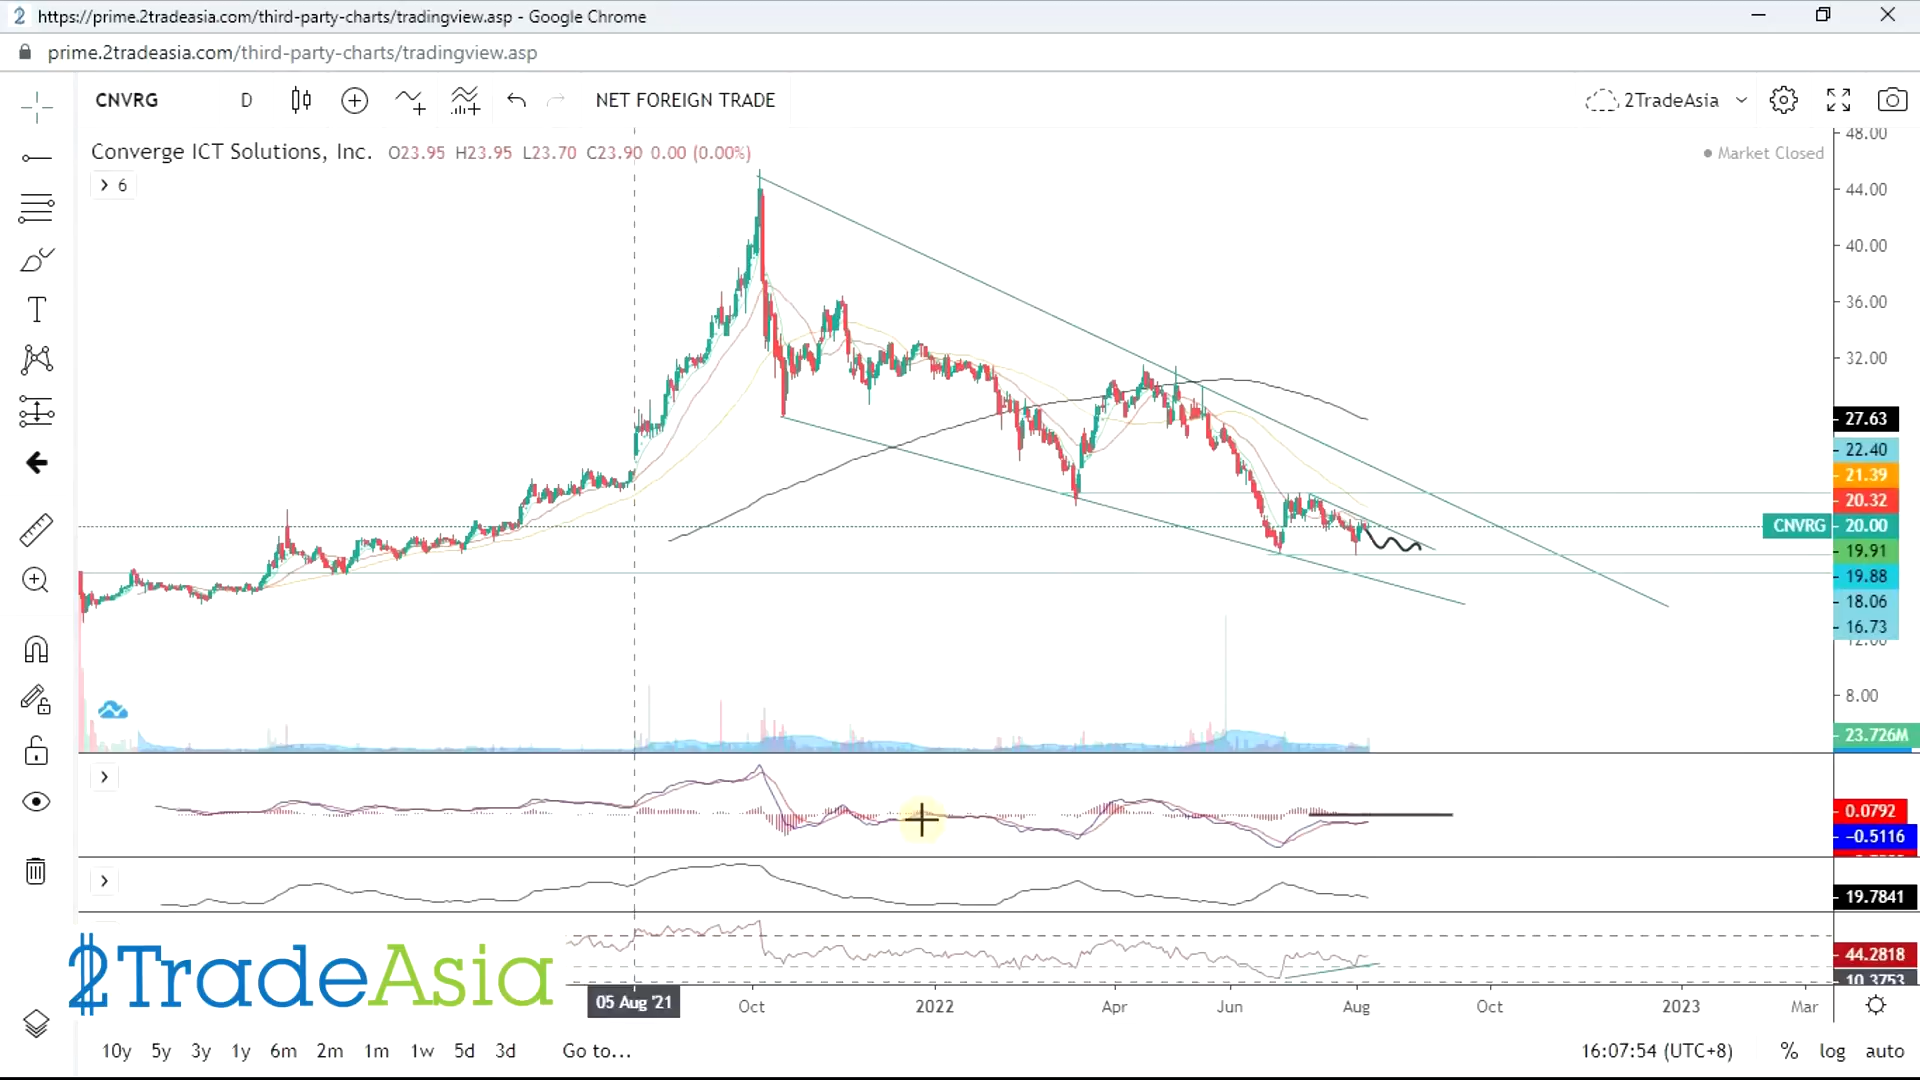 https://prime.2tradeasia.com/third-party-charts/tradingview.asp - Google Chrome
prime.2tradeasia.com/third-party-charts/tradingview.asp
CNVRG D NET FOREIGN TRADE 2TradeAsia
Converge ICT Solutions, Inc. O23.95 H23.95 L23.70 C23.90 0.00 (0.00%)
Market Closed
6
48.00
44.00
40.00
36.00
32.00
27.63
22.40
21.39
20.32
CNVRG 20.00
19.91
19.88
18.06
16.73
12.00
8.00
23.726M
0.0792
−0.5116
19.7841
44.2818
10.3753
2TradeAsia
05 Aug '21 Oct 2022 Apr Jun Aug Oct 2023 Mar
10y 5y 3y 1y 6m 2m 1m 1w 5d 3d Go to... 16:07:54 (UTC+8) % log auto